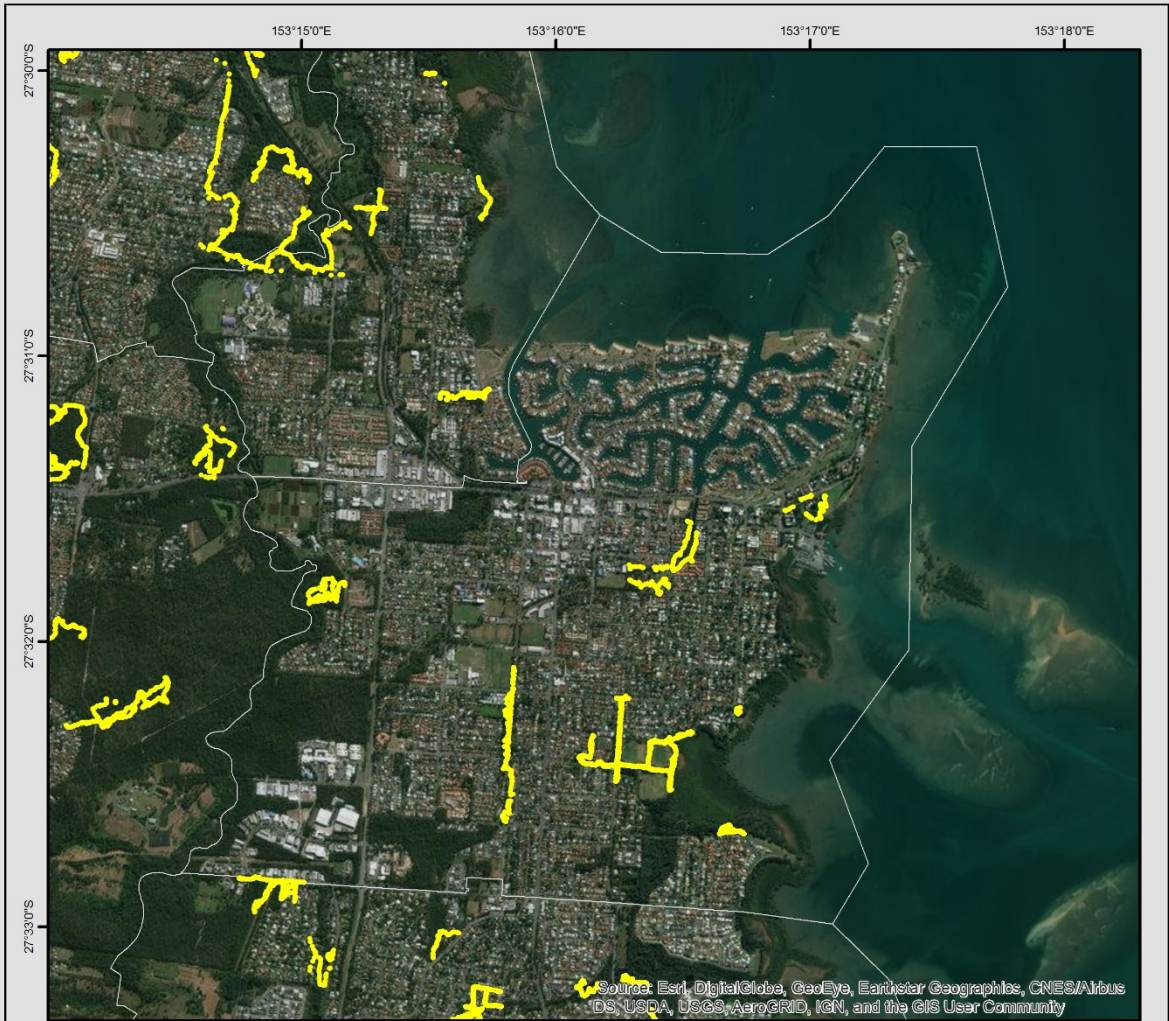 153°15'0"E 153°16'0"E 153°17'0"E 153°18'0"E
27°30'0"S
27°31'0"S
27°32'0"S
27°33'0"S
Source: Esri, DigitalGlobe, GeoEye, Earthstar Geographics, CNES/Airbus
DS, USDA, USGS, AeroGRID, IGN, and the GIS User Community